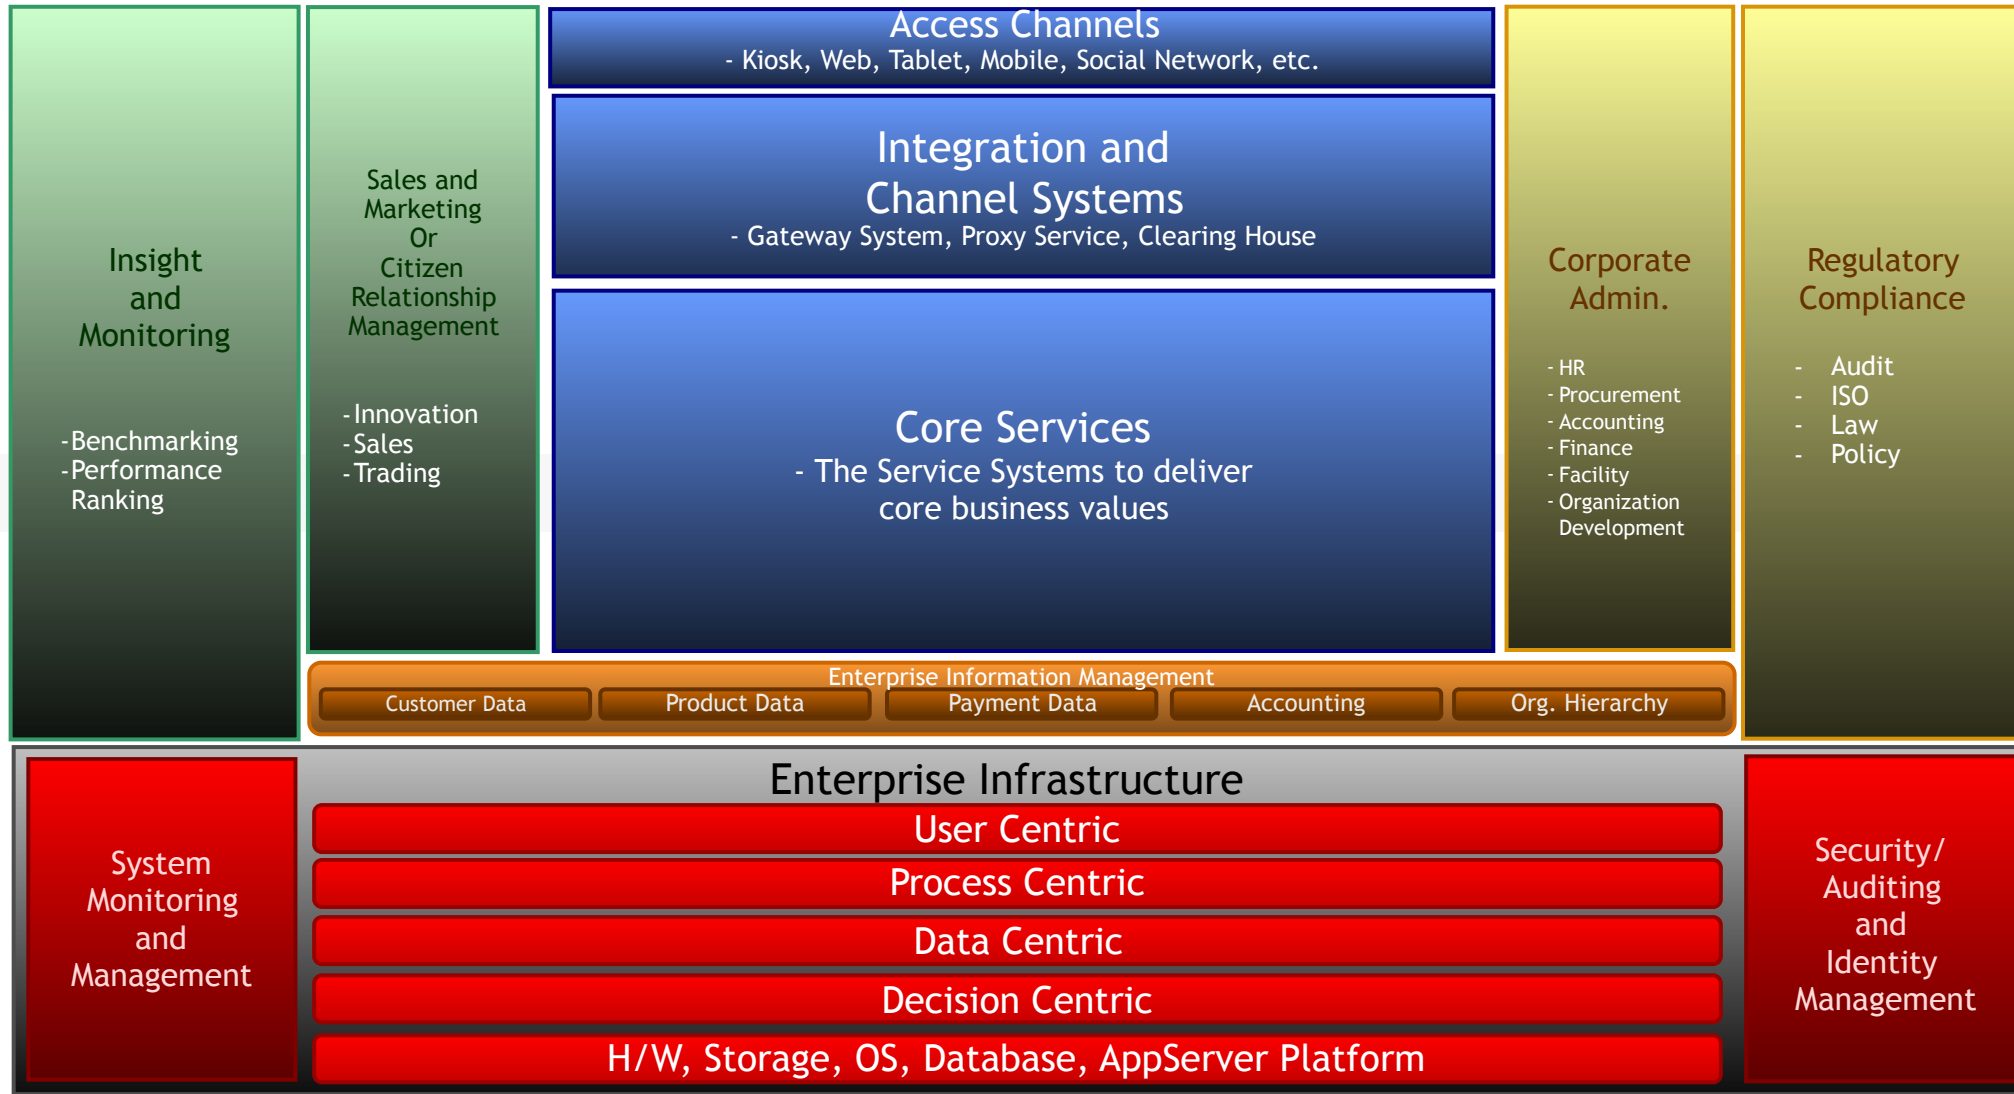 Insight
and
Monitoring
-Benchmarking
-Performance
Ranking
Sales and
Marketing
Or
Citizen
Relationship
Management
-Innovation
-Sales
-Trading
Access Channels
- Kiosk, Web, Tablet, Mobile, Social Network, etc.
Integration and
Channel Systems
- Gateway System, Proxy Service, Clearing House
Core Services
- The Service Systems to deliver
core business values
Corporate
Admin.
- HR
- Procurement
- Accounting
- Finance
- Facility
- Organization
Development
Regulatory
Compliance
- Audit
- ISO
- Law
- Policy
Enterprise Information Management
Customer Data
Product Data
Payment Data
Accounting
Org. Hierarchy
Enterprise Infrastructure
System
Monitoring
and
Management
User Centric
Process Centric
Data Centric
Decision Centric
H/W, Storage, OS, Database, AppServer Platform
Security/
Auditing
and
Identity
Management